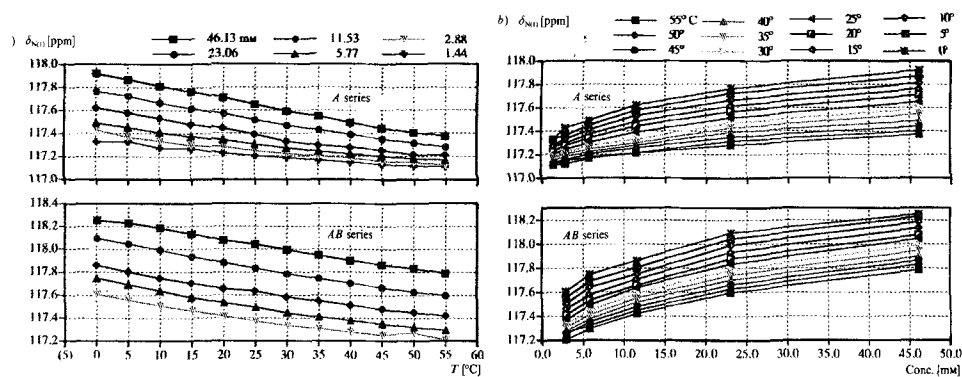 ) δN(1) [ppm]
46.13 mM 11.53 2.88
23.06 5.77 1.44
118.0
117.8
117.6
117.4
117.2
117.0
A series
118.4
118.2
118.0
117.8
117.6
117.4
117.2
AB series
(5) 0 5 10 15 20 25 30 35 40 45 50 55 60
T [°C]
b) δN(1) [ppm]
55° C 40° 25° 10°
50° 35° 20° 5°
45° 30° 15° 0°
118.0
117.8
117.6
117.4
117.2
117.0
A series
118.2
118.0
117.8
117.6
117.4
117.2
AB series
0.0 5.0 10.0 15.0 20.0 25.0 30.0 35.0 40.0 45.0 50.0
Conc. [mM]